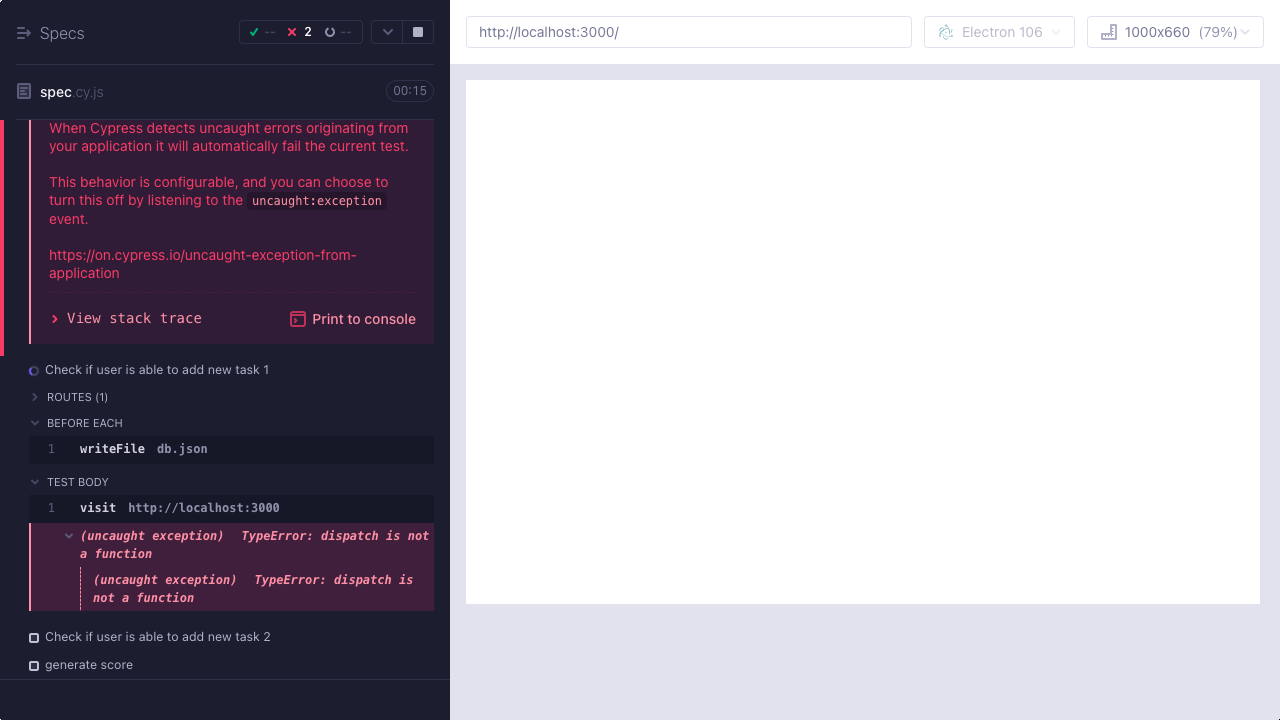 Specs
--
2
--
http://localhost:3000/
Electron 106
1000x660 (79%)
spec.cy.js
00:15
When Cypress detects uncaught errors originating from
your application it will automatically fail the current test.
This behavior is configurable, and you can choose to
turn this off by listening to the uncaught:exception
event.
https://on.cypress.io/uncaught-exception-from-
application
View stack trace
Print to console
Check if user is able to add new task 1
ROUTES (1)
BEFORE EACH
1 writeFile db.json
TEST BODY
1 visit http://localhost:3000
(uncaught exception) TypeError: dispatch is not
a function
(uncaught exception) TypeError: dispatch is
not a function
Check if user is able to add new task 2
generate score